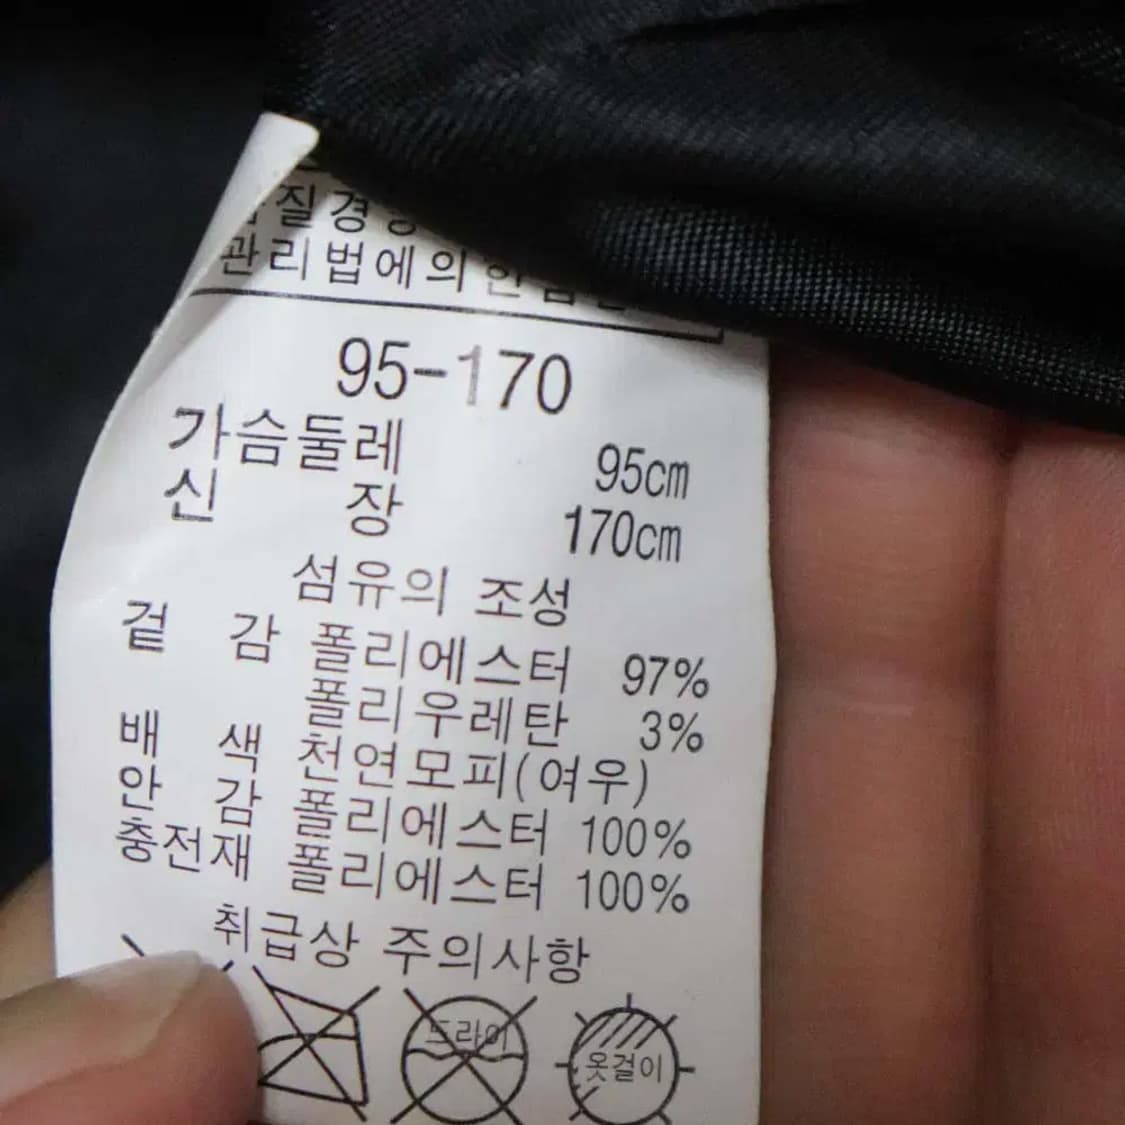 질경
관리법에의한
95-170
가슴둘레 95cm
신 장 170cm
섬유의 조성
겉 감 폴리에스터 97%
폴리우레탄 3%
배 색 천연모피(여우)
안 감 폴리에스터 100%
충전재 폴리에스터 100%
취급상 주의사항
드라이
옷걸이